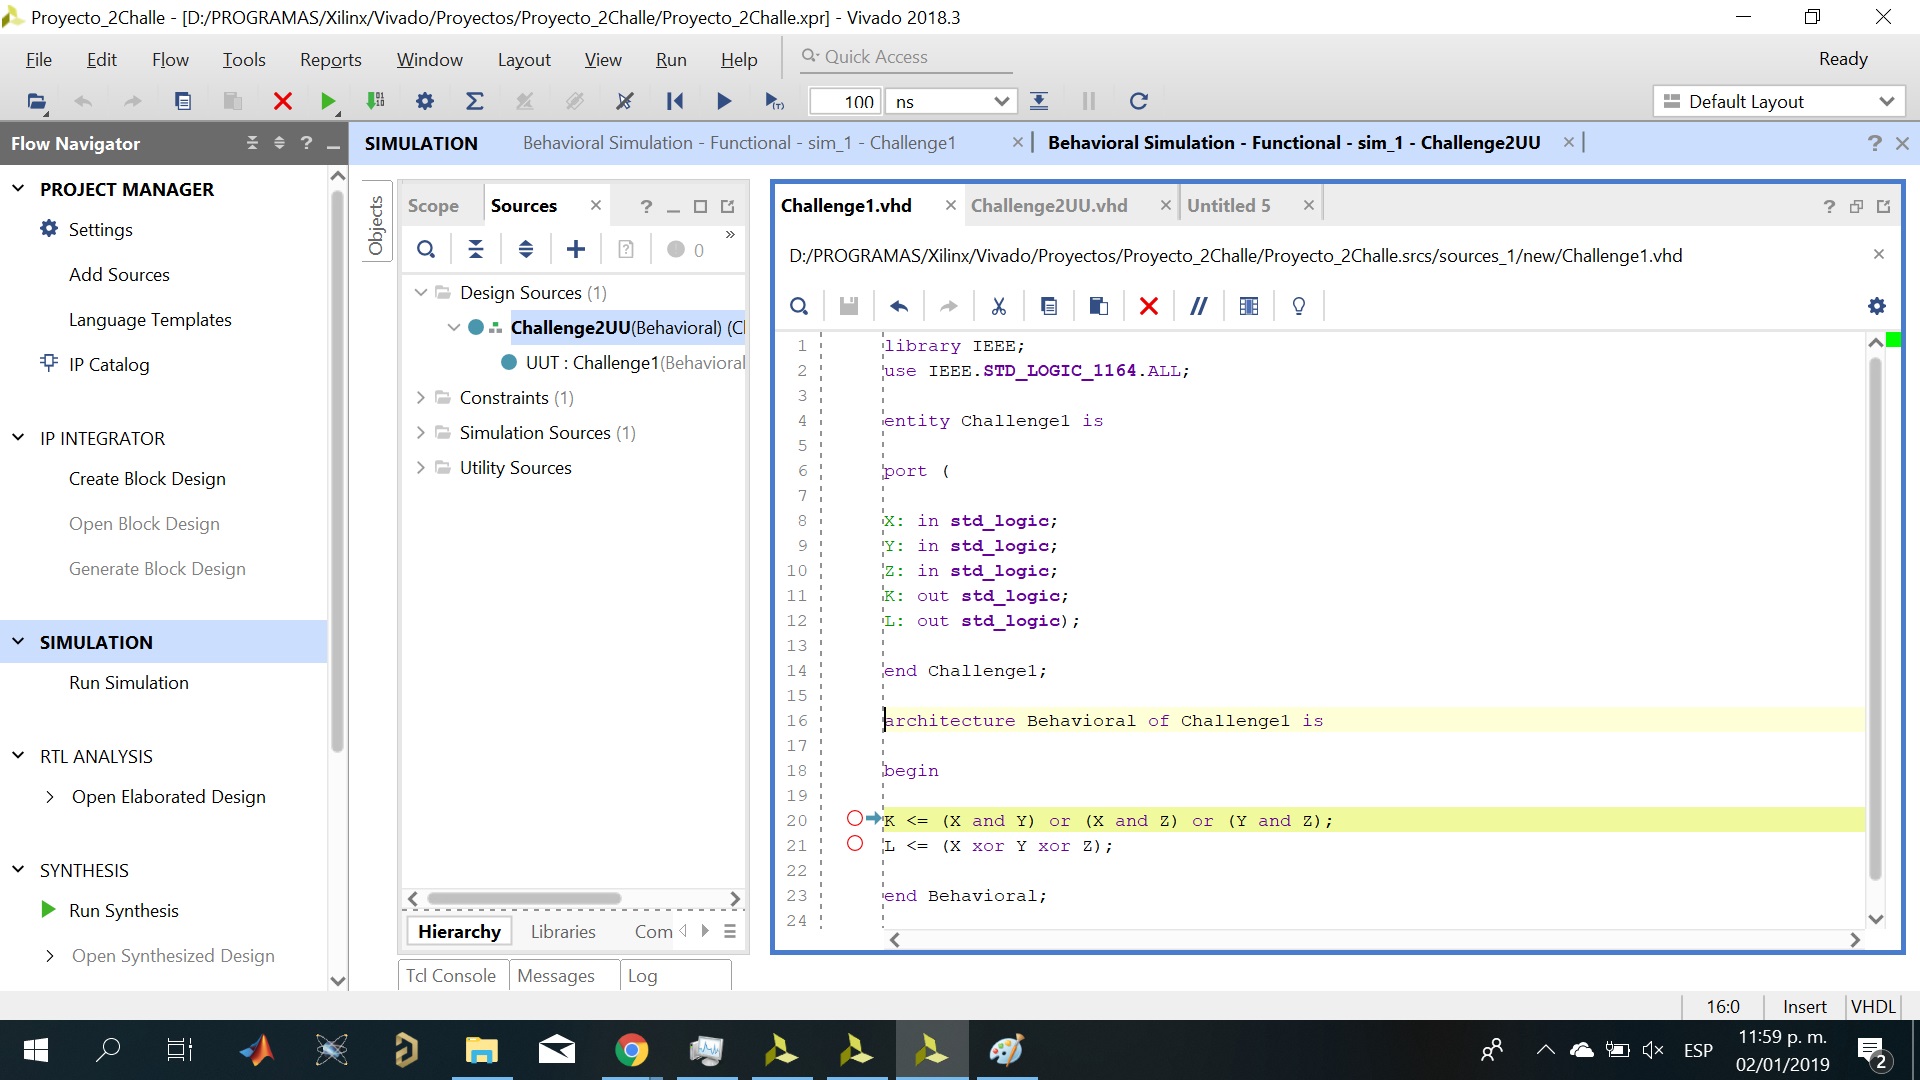 Proyecto_2Challe - [D:/PROGRAMAS/Xilinx/Vivado/Proyectos/Proyecto_2Challe/Proyecto_2Challe.xpr] - Vivado 2018.3
File Edit Flow Tools Reports Window Layout View Run Help Quick Access Ready
100 ns Default Layout
Flow Navigator
SIMULATION Behavioral Simulation - Functional - sim_1 - Challenge1 Behavioral Simulation - Functional - sim_1 - Challenge2UU
PROJECT MANAGER
Settings
Add Sources
Language Templates
IP Catalog
IP INTEGRATOR
Create Block Design
Open Block Design
Generate Block Design
SIMULATION
Run Simulation
RTL ANALYSIS
Open Elaborated Design
SYNTHESIS
Run Synthesis
Open Synthesized Design
Objects
Scope Sources
0
Design Sources (1)
Challenge2UU(Behavioral) (Cl
UUT : Challenge1(Behavioral
Constraints (1)
Simulation Sources (1)
Utility Sources
Hierarchy Libraries Com
Tcl Console Messages Log
Challenge1.vhd Challenge2UU.vhd Untitled 5
D:/PROGRAMAS/Xilinx/Vivado/Proyectos/Proyecto_2Challe/Proyecto_2Challe.srcs/sources_1/new/Challenge1.vhd
1 library IEEE;
2 use IEEE.STD_LOGIC_1164.ALL;
3
4 entity Challenge1 is
5
6 port (
7
8 X: in std_logic;
9 Y: in std_logic;
10 Z: in std_logic;
11 K: out std_logic;
12 L: out std_logic);
13
14 end Challenge1;
15
16 architecture Behavioral of Challenge1 is
17
18 begin
19
20 K <= (X and Y) or (X and Z) or (Y and Z);
21 L <= (X xor Y xor Z);
22
23 end Behavioral;
24
16:0 Insert VHDL
ESP
11:59 p. m.
02/01/2019
2